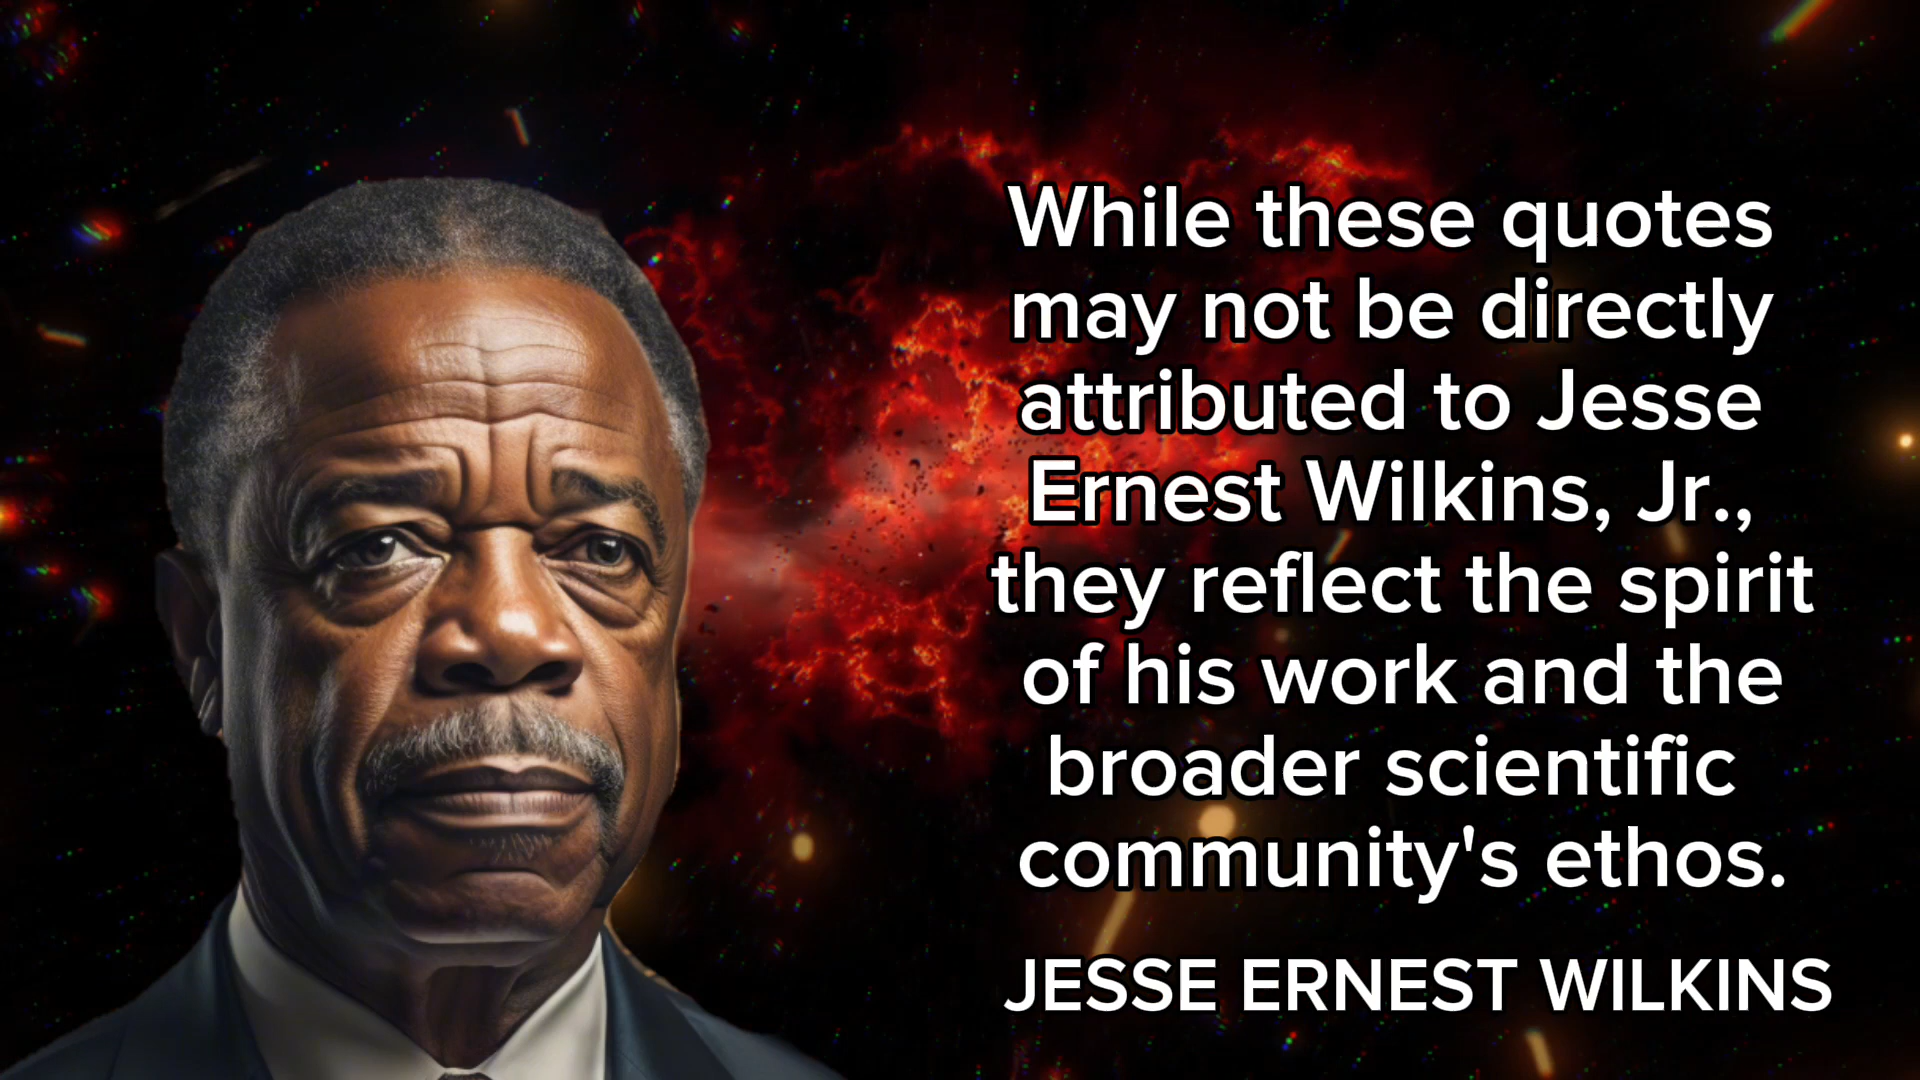 While these quotes
may not be directly
attributed to Jesse
Ernest Wilkins, Jr.,
they reflect the spirit
of his work and the
broader scientific
community's ethos.
JESSE ERNEST WILKINS